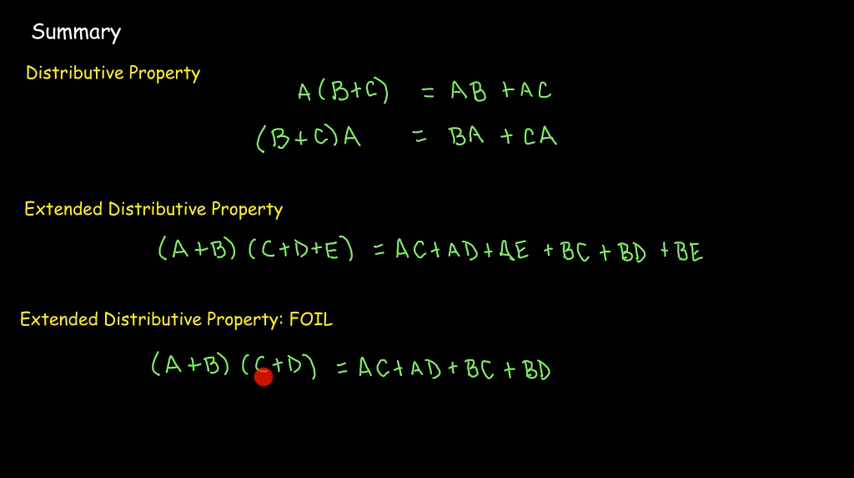 Summary
Distributive Property
A(B+C) = AB + AC
(B+C)A = BA + CA
Extended Distributive Property
(A+B) (C+D+E) = AC+AD+AE + BC + BD + BE
Extended Distributive Property: FOIL
(A+B) (C+D) = AC+AD+BC + BD